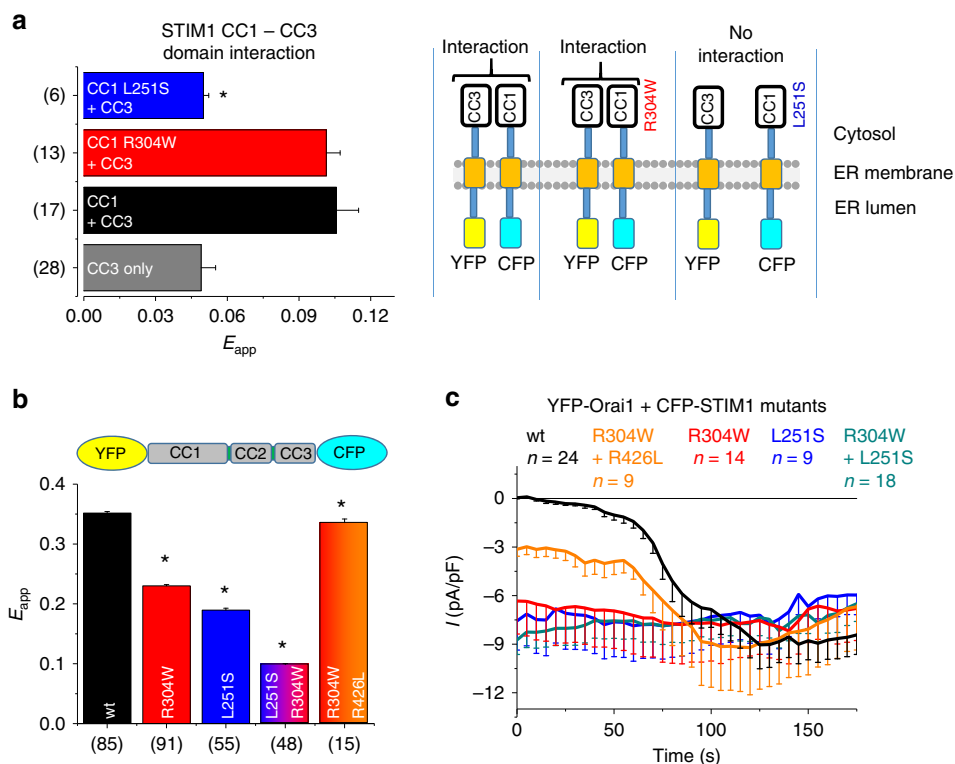 a
STIM1 CC1 – CC3
domain interaction
(6)
CC1 L251S
+ CC3
*
(13)
CC1 R304W
+ CC3
(17)
CC1
+ CC3
(28)
CC3 only
0.00 0.03 0.06 0.09 0.12
Eapp
Interaction
Interaction
No
interaction
CC3
CC1
CC3
CC1
R304W
CC3
CC1
L251S
Cytosol
ER membrane
ER lumen
YFP
CFP
YFP
CFP
YFP
CFP
b
YFP
CC1
CC2
CC3
CFP
0.4
0.3
0.2
0.1
0.0
Eapp
*
*
*
*
wt
R304W
L251S
L251S
R304W
R304W
R426L
(85) (91) (55) (48) (15)
c
YFP-Orai1 + CFP-STIM1 mutants
wt
n = 24
R304W
+ R426L
n = 9
R304W
n = 14
L251S
n = 9
R304W
+ L251S
n = 18
0
−3
−6
−9
−12
I (pA/pF)
0 50 100 150
Time (s)